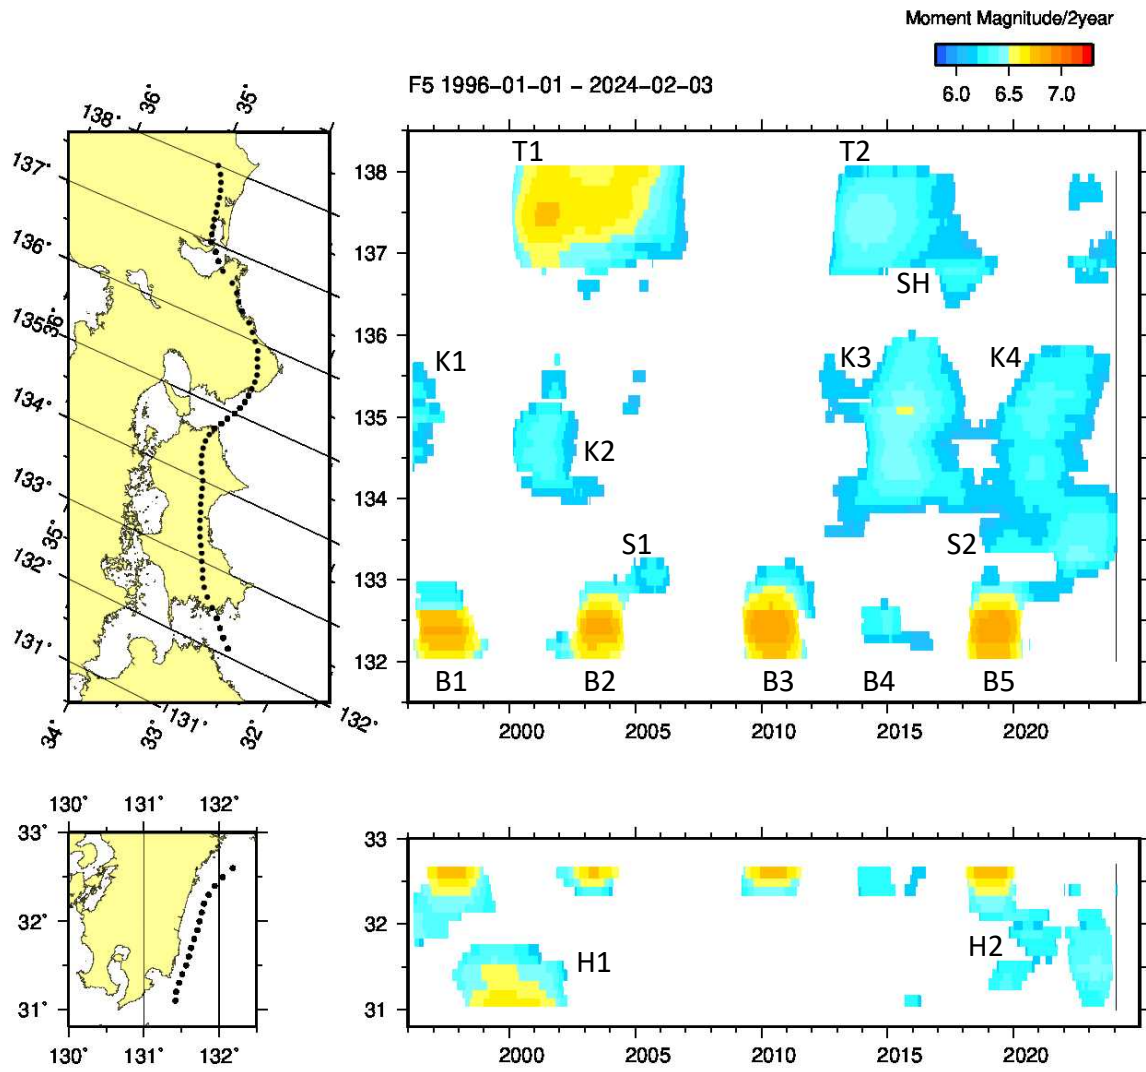 Moment Magnitude/2year
6.0 6.5 7.0
F5 1996-01-01 - 2024-02-03
138° 36° 35°
137°
136°
135°
36°
134°
133°
35°
132°
131°
34° 33° 131° 32° 132°
T1 T2
138
137
SH
136
K1 K3 K4
135
K2
134
S1 S2
133
132
B1 B2 B3 B4 B5
2000 2005 2010 2015 2020
130° 131° 132°
33°
32°
31°
130° 131° 132°
33
32
H1 H2
31
2000 2005 2010 2015 2020